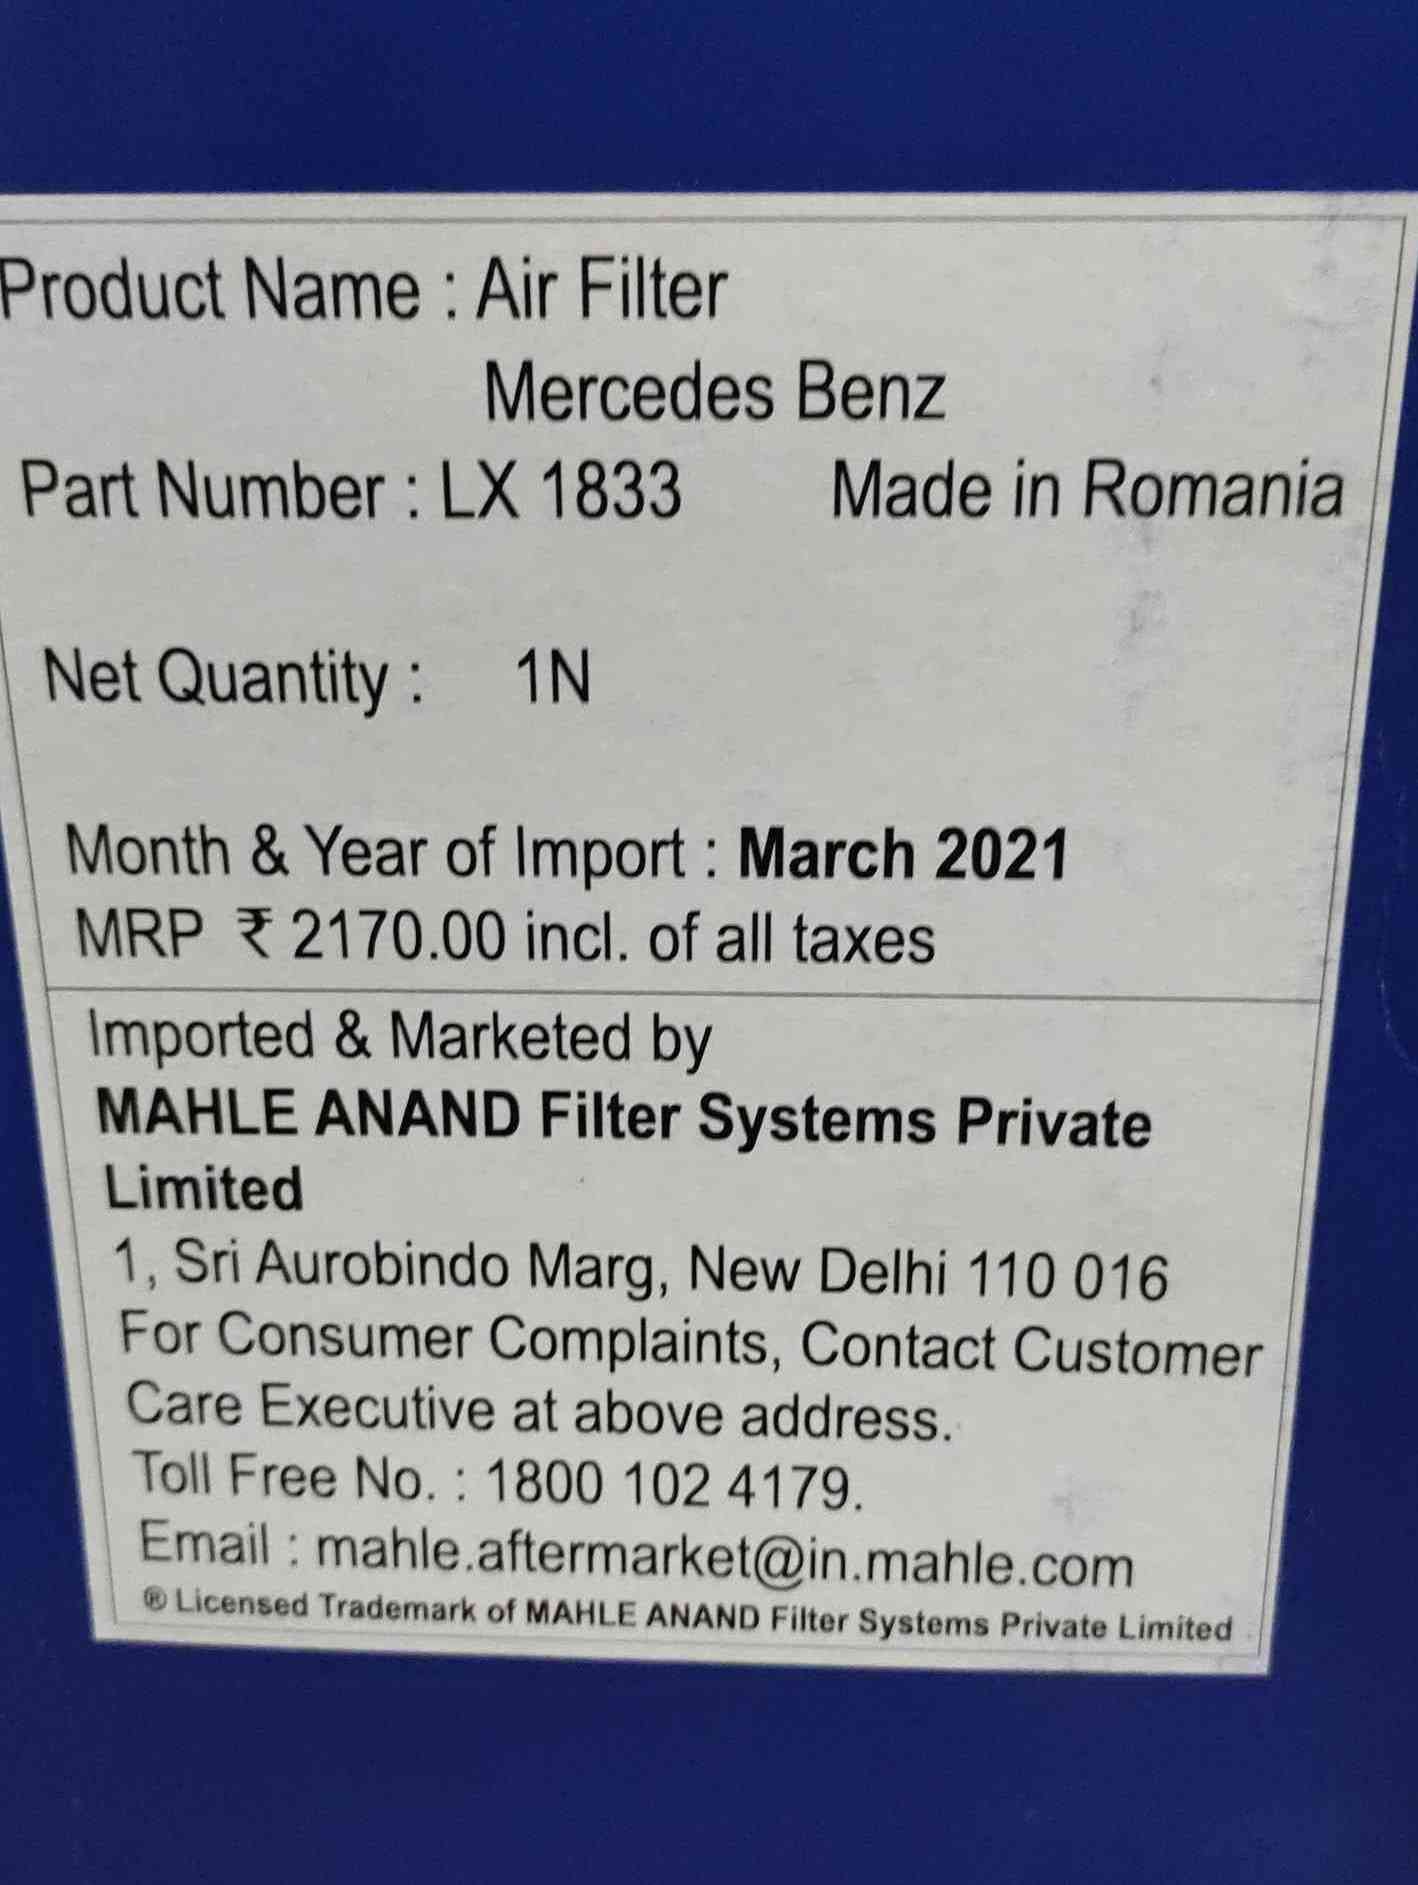 Product Name : Air Filter
Mercedes Benz
Part Number : LX 1833 Made in Romania
Net Quantity : 1N
Month & Year of Import : March 2021
MRP ₹ 2170.00 incl. of all taxes
Imported & Marketed by
MAHLE ANAND Filter Systems Private
Limited
1, Sri Aurobindo Marg, New Delhi 110 016
For Consumer Complaints, Contact Customer
Care Executive at above address.
Toll Free No. : 1800 102 4179.
Email : mahle.aftermarket@in.mahle.com
® Licensed Trademark of MAHLE ANAND Filter Systems Private Limited